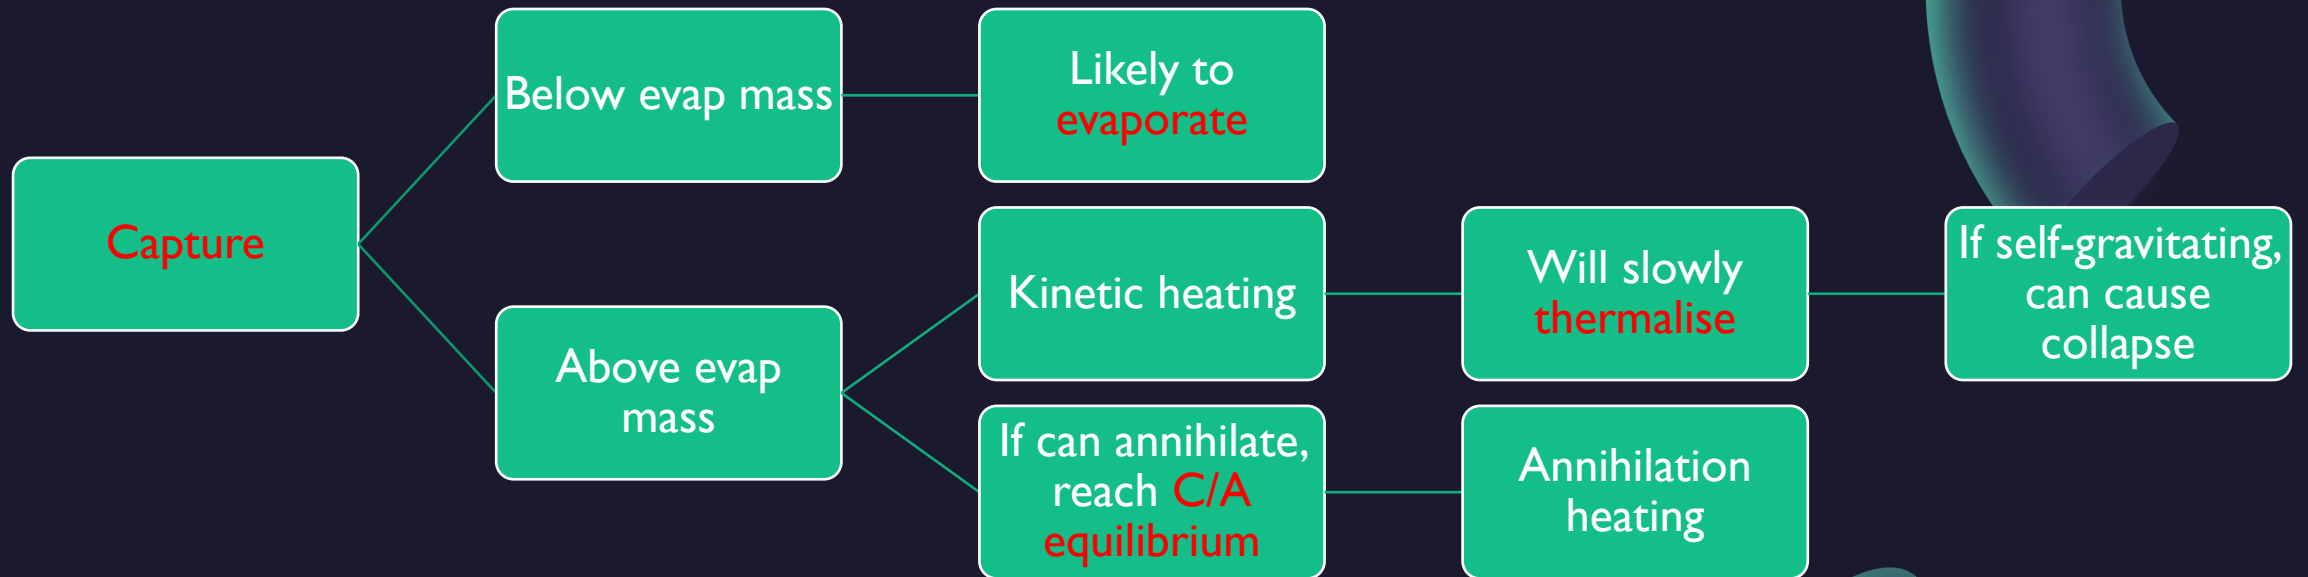 Capture
Below evap mass
Likely to
evaporate
Above evap
mass
Kinetic heating
Will slowly
thermalise
If self-gravitating,
can cause
collapse
If can annihilate,
reach C/A
equilibrium
Annihilation
heating